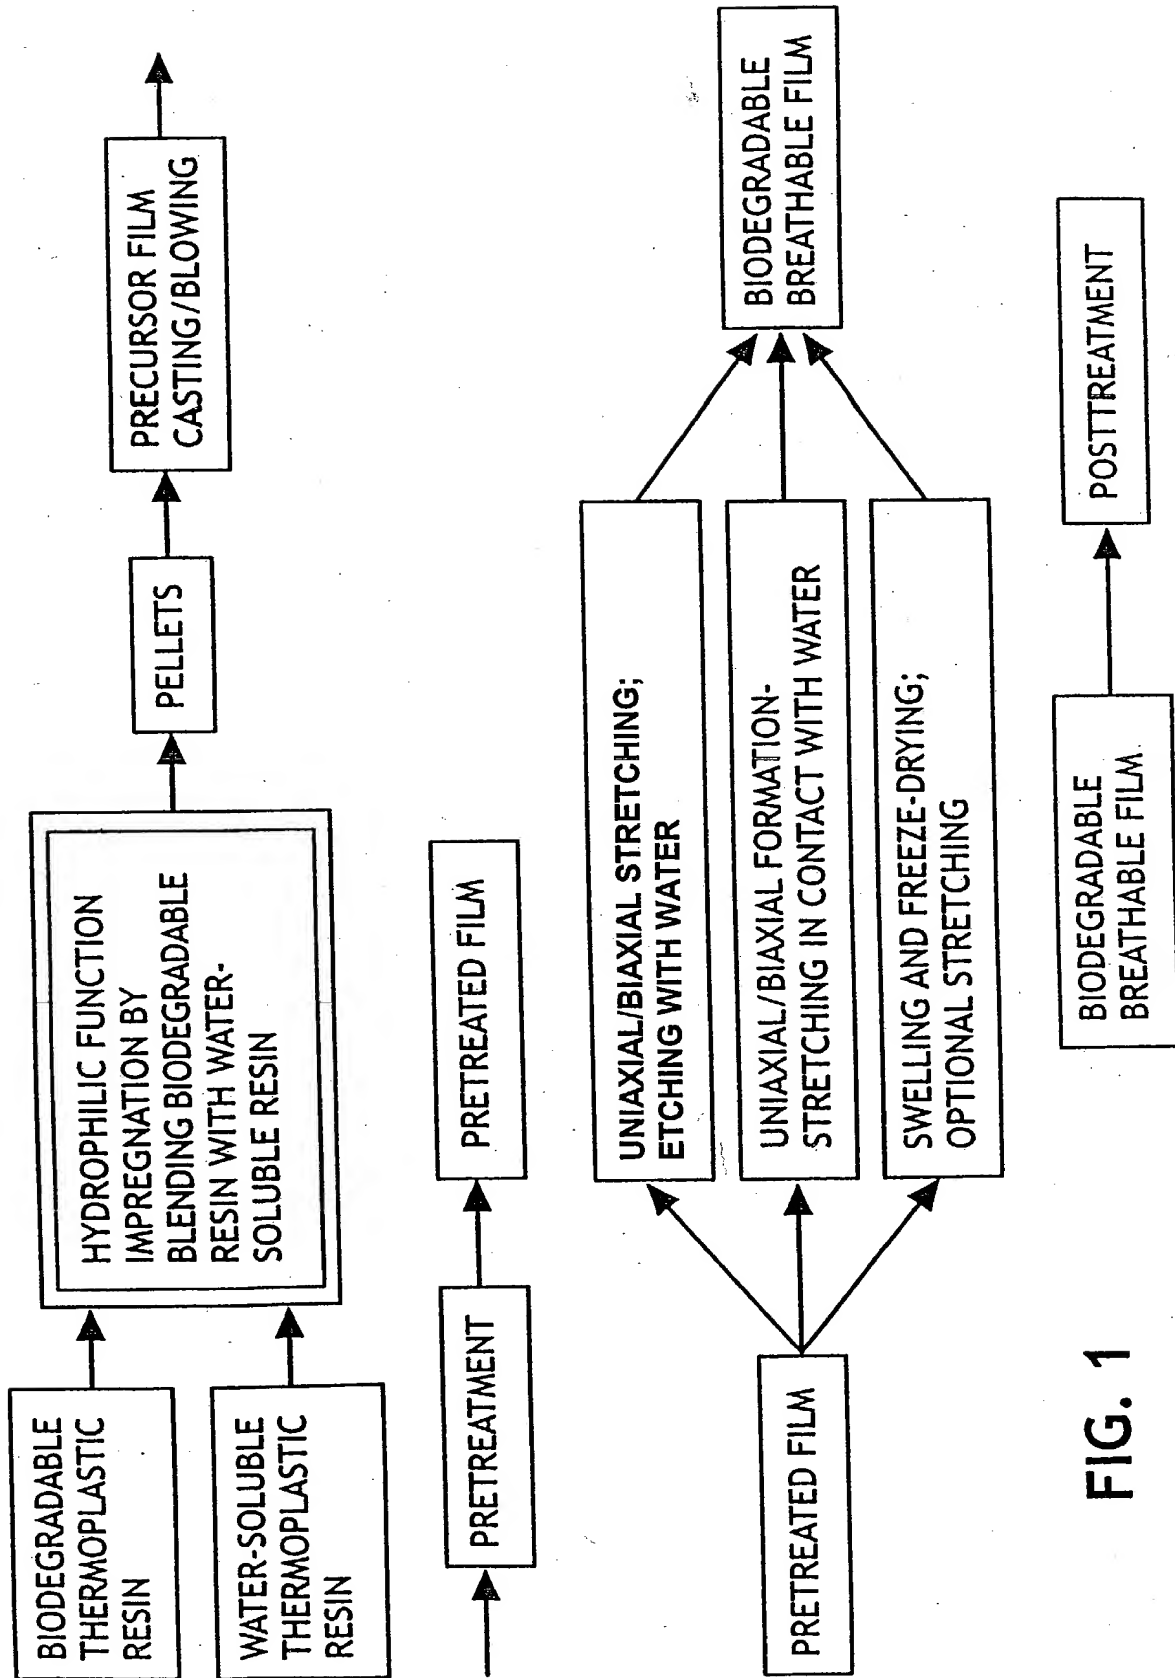 BIODEGRADABLE
THERMOPLASTIC
RESIN
WATER-SOLUBLE
THERMOPLASTIC
RESIN
HYDROPHILIC FUNCTION
IMPREGNATION BY
BLENDING BIODEGRADABLE
RESIN WITH WATER-
SOLUBLE RESIN
PELLETS
PRECURSOR FILM
CASTING/BLOWING
PRETREATMENT
PRETREATED FILM
PRETREATED FILM
UNIAXIAL/BIAXIAL STRETCHING;
ETCHING WITH WATER
UNIAXIAL/BIAXIAL FORMATION-
STRETCHING IN CONTACT WITH WATER
SWELLING AND FREEZE-DRYING;
OPTIONAL STRETCHING
BIODEGRADABLE
BREATHABLE FILM
BIODEGRADABLE
BREATHABLE FILM.
POSTTREATMENT
FIG. 1